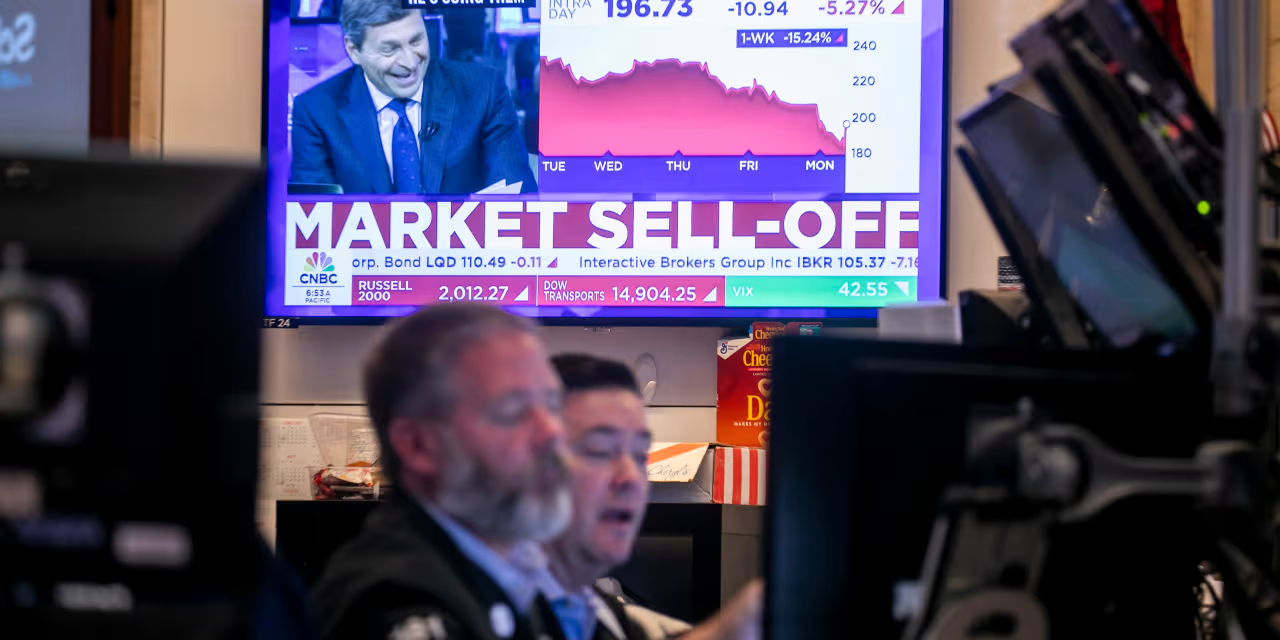 INTRA
DAY
196.73 -10.94 -5.27%
1-WK -15.24%
240
220
200
180
TUE WED THU FRI MON
MARKET SELL-OFF
CNBC
6:53A
PACIFIC
orp. Bond LQD 110.49 -0.11 Interactive Brokers Group Inc IBKR 105.37 -7.16
RUSSELL
2000
2,012.27
DOW
TRANSPORTS
14,904.25
VIX
42.55
TF 24